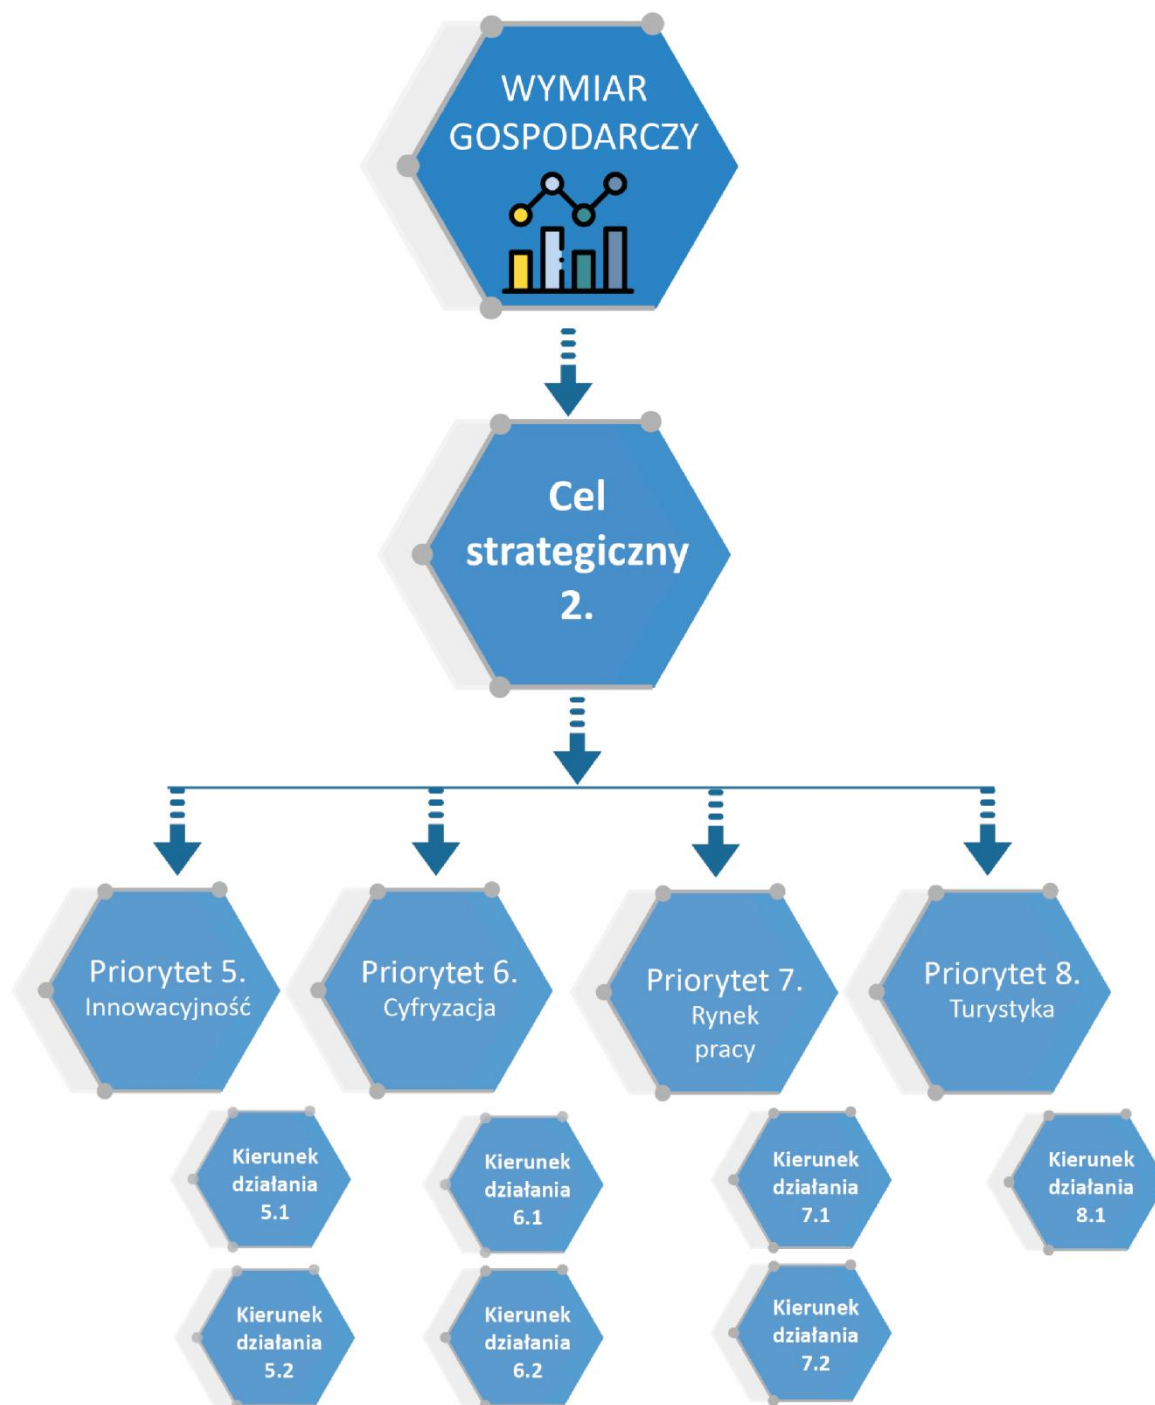 WYMIAR
GOSPODARCZY
Cel
strategiczny
2.
Priorytet 5.
Innowacyjność
Priorytet 6.
Cyfryzacja
Priorytet 7.
Rynek
pracy
Priorytet 8.
Turystyka
Kierunek
działania
5.1
Kierunek
działania
6.1
Kierunek
działania
7.1
Kierunek
działania
8.1
Kierunek
działania
5.2
Kierunek
działania
6.2
Kierunek
działania
7.2